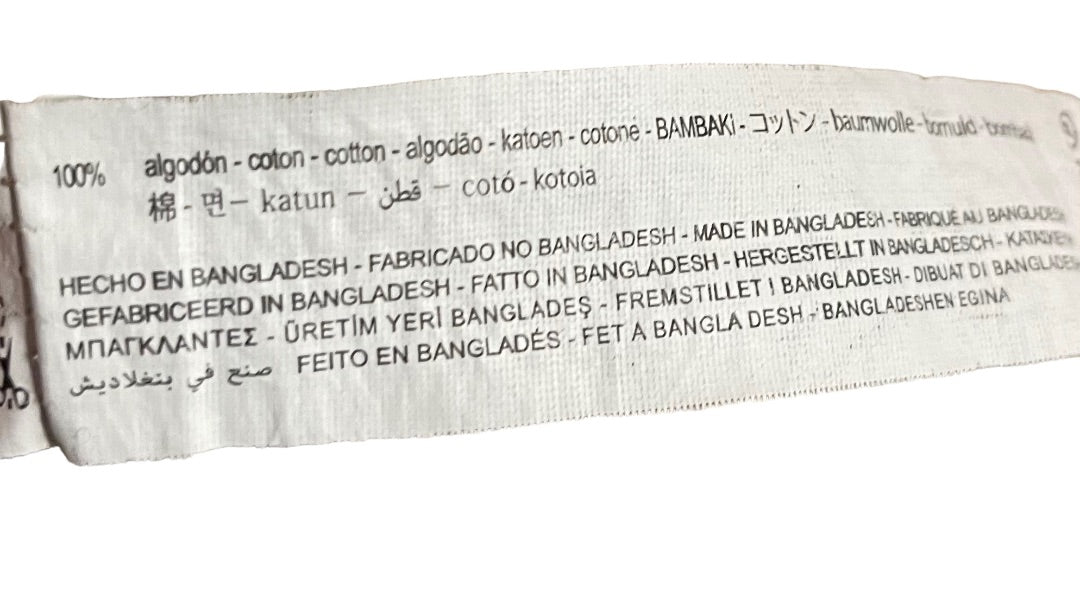 100% algodón - coton - cotton - algodão - katoen - cotone - BAMBAKi - コットン - baumwolle - bomuld -
棉 - 면 - katun - قطن - cotó - kotoia
HECHO EN BANGLADESH - FABRICADO NO BANGLADESH - MADE IN BANGLADESH - FABRIQUÉ AU BANGLADESH
GEFABRICEERD IN BANGLADESH - FATTO IN BANGLADESH - HERGESTELLT IN BANGLADESCH -
ΜΠΑΓΚΛΑΝΤΕΣ - ÜRETİM YERİ BANGLADEŞ - FREMSTILLET I BANGLADESH - DIBUAT DI BANGLADESH
صنع في بنغلاديش FEITO EN BANGLADÉS - FET A BANGLA DESH - BANGLADESHEN EGINA